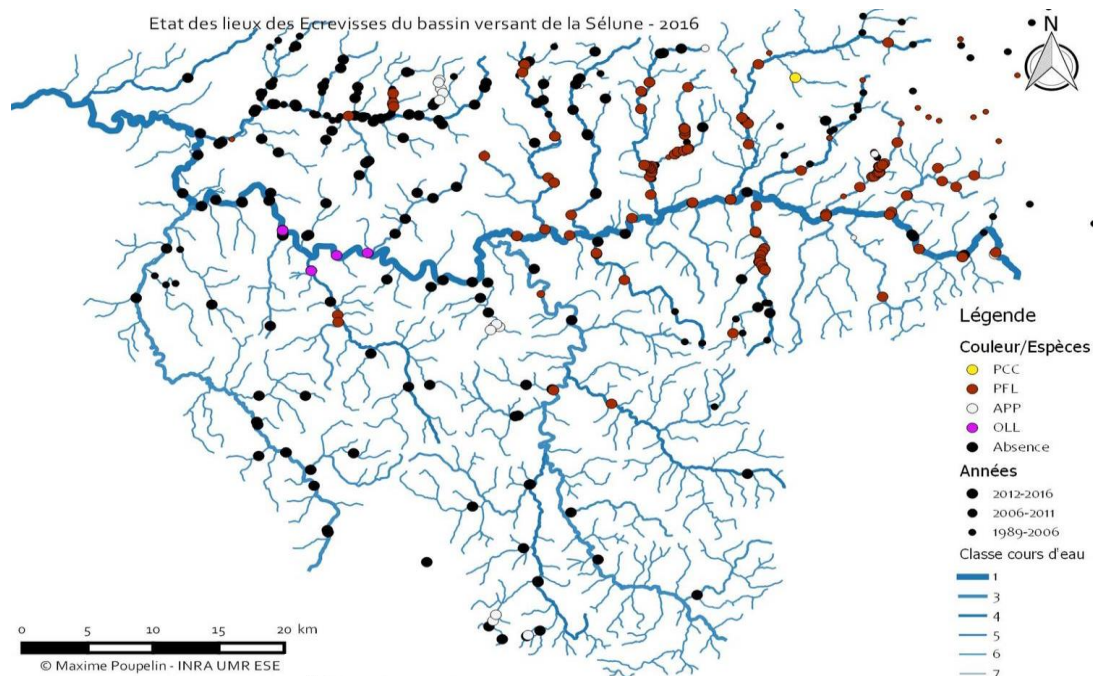 Etat des lieux des Ecrevisses du bassin versant de la Sélune - 2016
N
Légende
Couleur/Espèces
PCC
PFL
APP
OLL
Absence
Années
2012-2016
2006-2011
1989-2006
Classe cours d'eau
1
3
4
5
6
7
0 5 10 15 20 km
© Maxime Poupelin - INRA UMR ESE